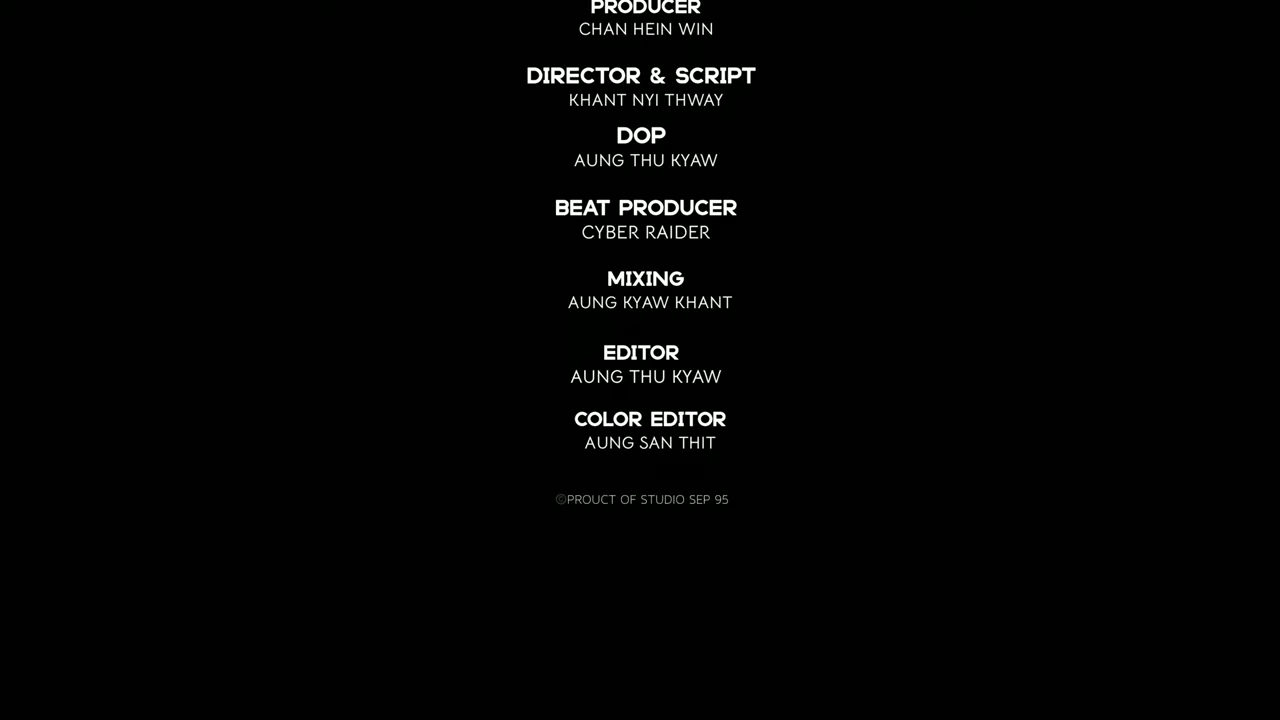 PRODUCER
CHAN HEIN WIN
DIRECTOR & SCRIPT
KHANT NYI THWAY
DOP
AUNG THU KYAW
BEAT PRODUCER
CYBER RAIDER
MIXING
AUNG KYAW KHANT
EDITOR
AUNG THU KYAW
COLOR EDITOR
AUNG SAN THIT
©PROUCT OF STUDIO SEP 95